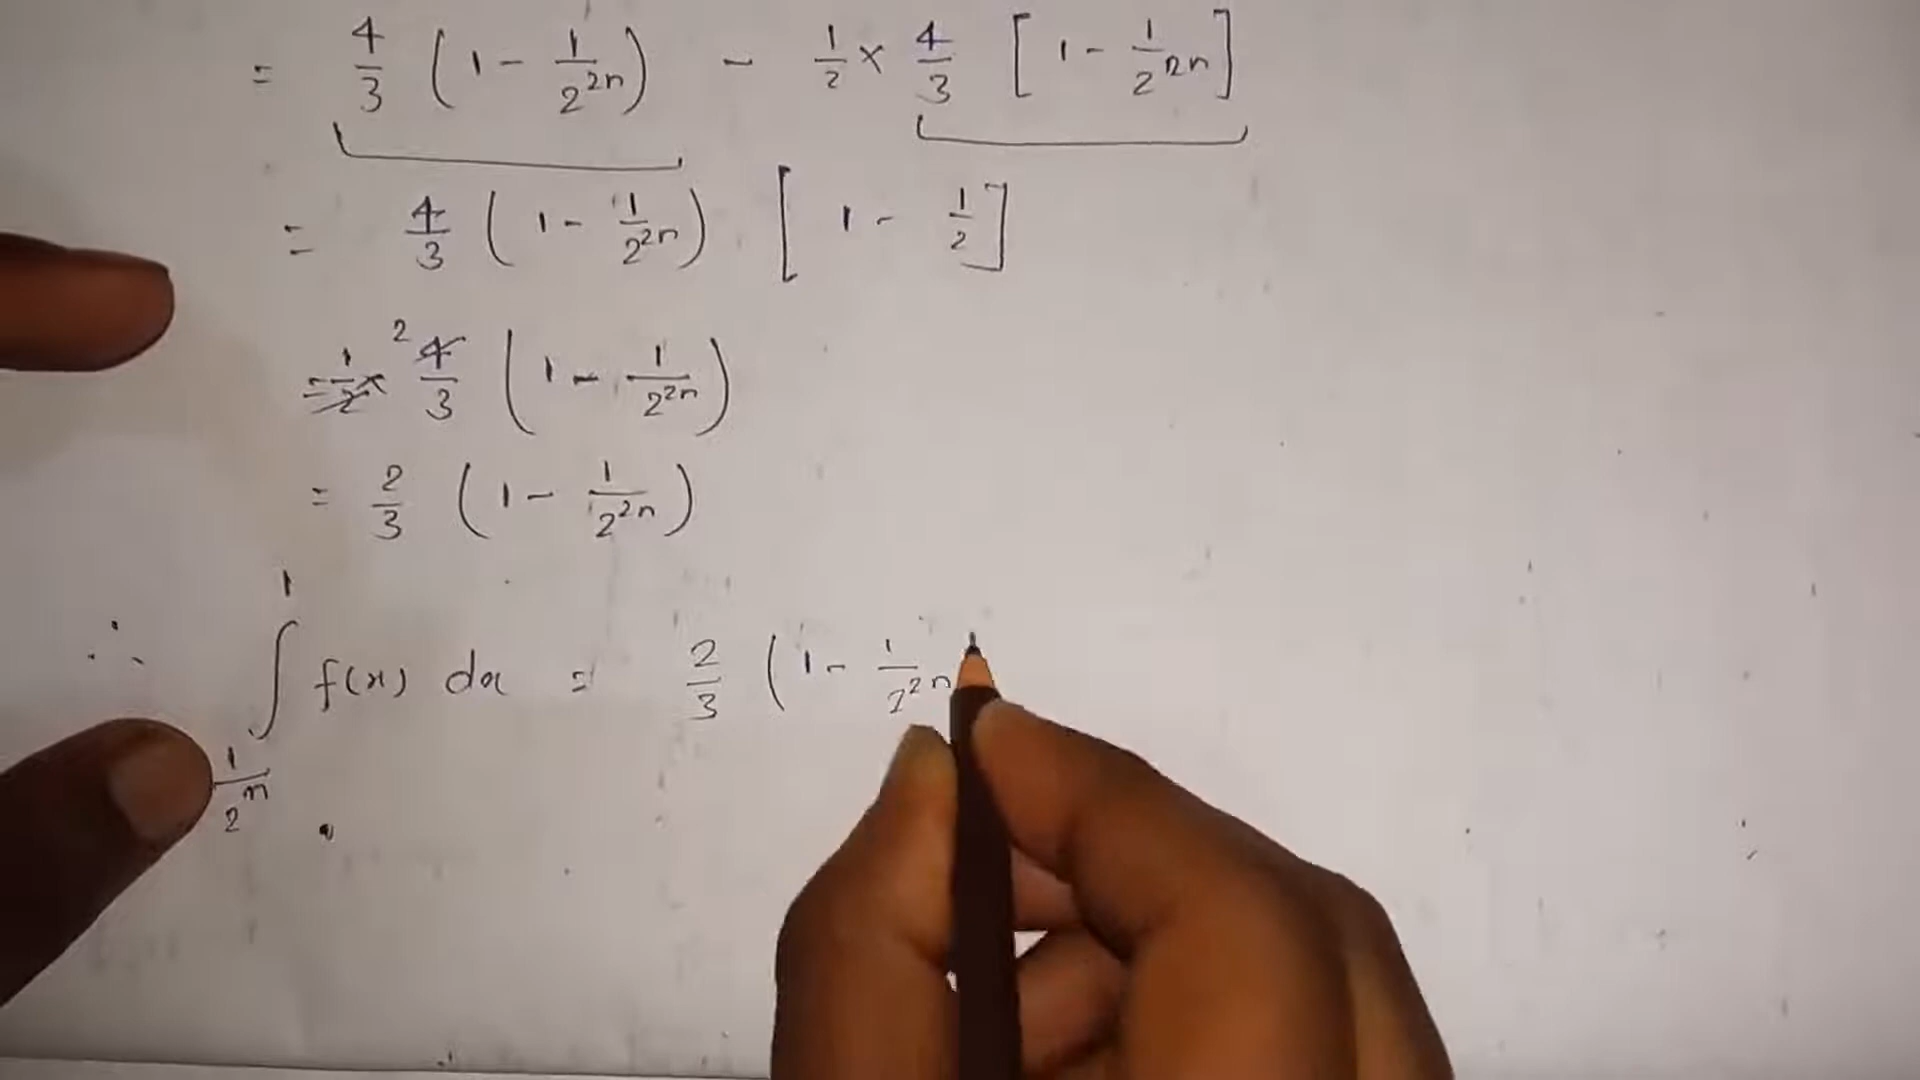 = 4/3 (1 - 1/2^2n) - 1/2 × 4/3 [1 - 1/2^2n]
= 4/3 (1 - 1/2^2n) [1 - 1/2]
= 1/2 × 2 4/3 (1 - 1/2^2n)
= 2/3 (1 - 1/2^2n)
∴ ∫_{1/2^n}^{1} f(x) dx = 2/3 (1 - 1/2^2n